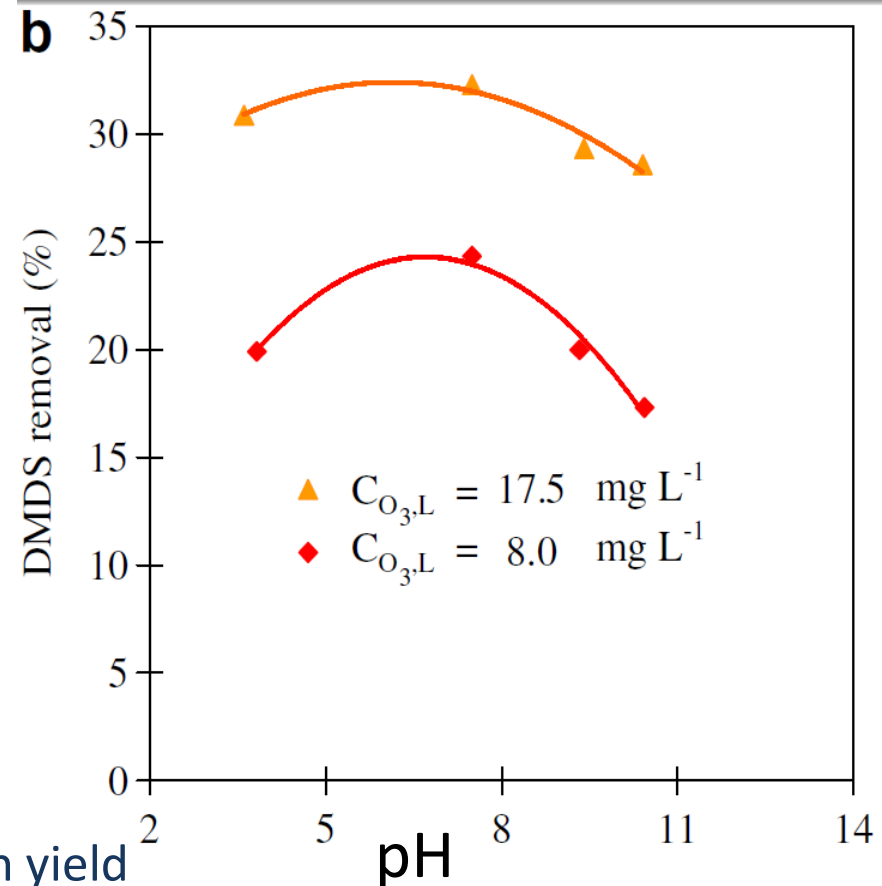 b
35
30
25
20
15
10
5
0
DMDS removal (%)
C_O3,L = 17.5 mg L^-1
C_O3,L = 8.0 mg L^-1
2 5 8 11 14
pH
n yield